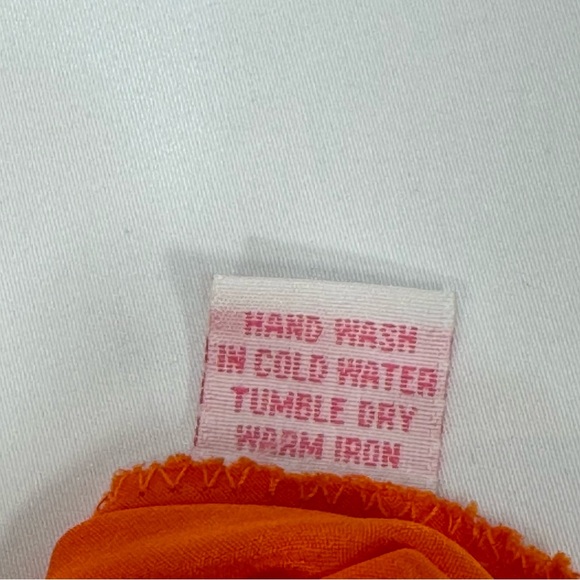 HAND WASH
IN COLD WATER
TUMBLE DRY
WARM IRON